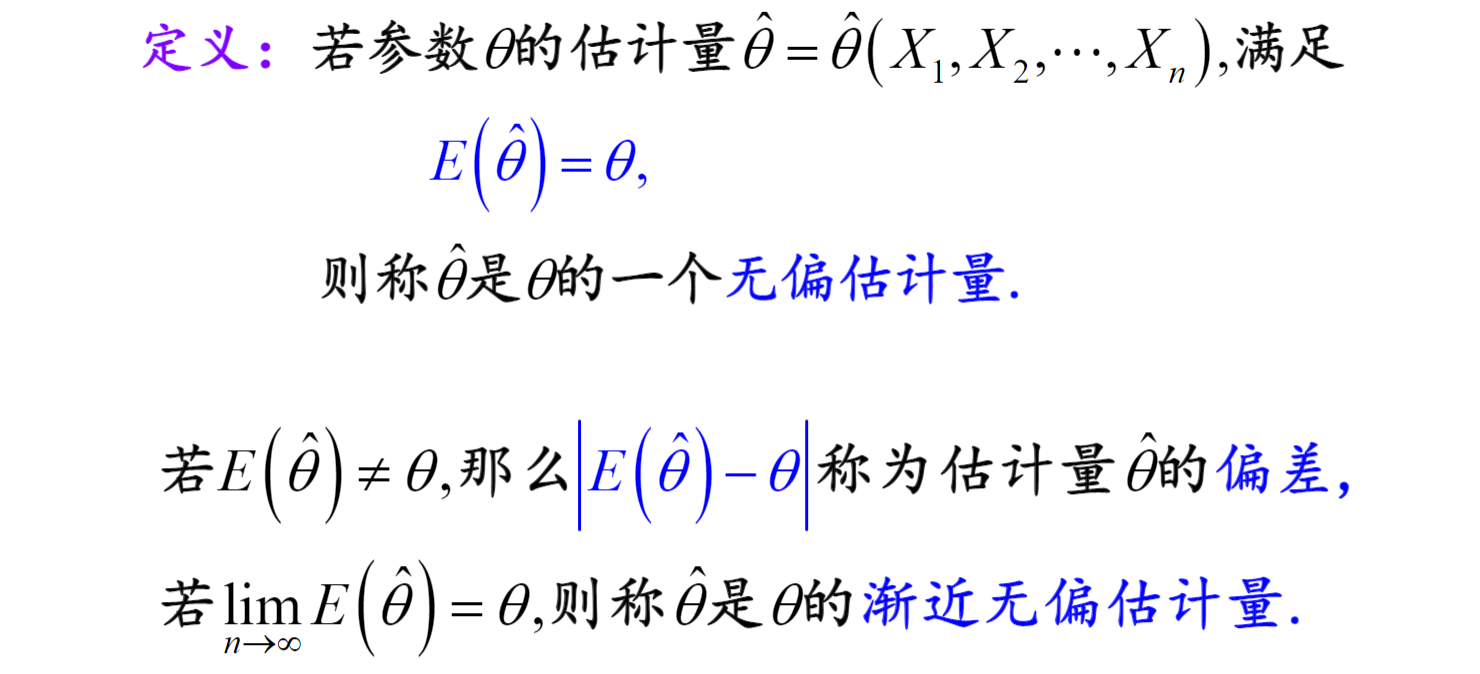 定义：若参数θ的估计量θ̂ = θ̂(X₁, X₂, ⋯, Xₙ),满足
E(θ̂) = θ,
则称θ̂是θ的一个无偏估计量.
若E(θ̂) ≠ θ,那么|E(θ̂) − θ|称为估计量θ̂的偏差，
若lim n→∞ E(θ̂) = θ,则称θ̂是θ的渐近无偏估计量.